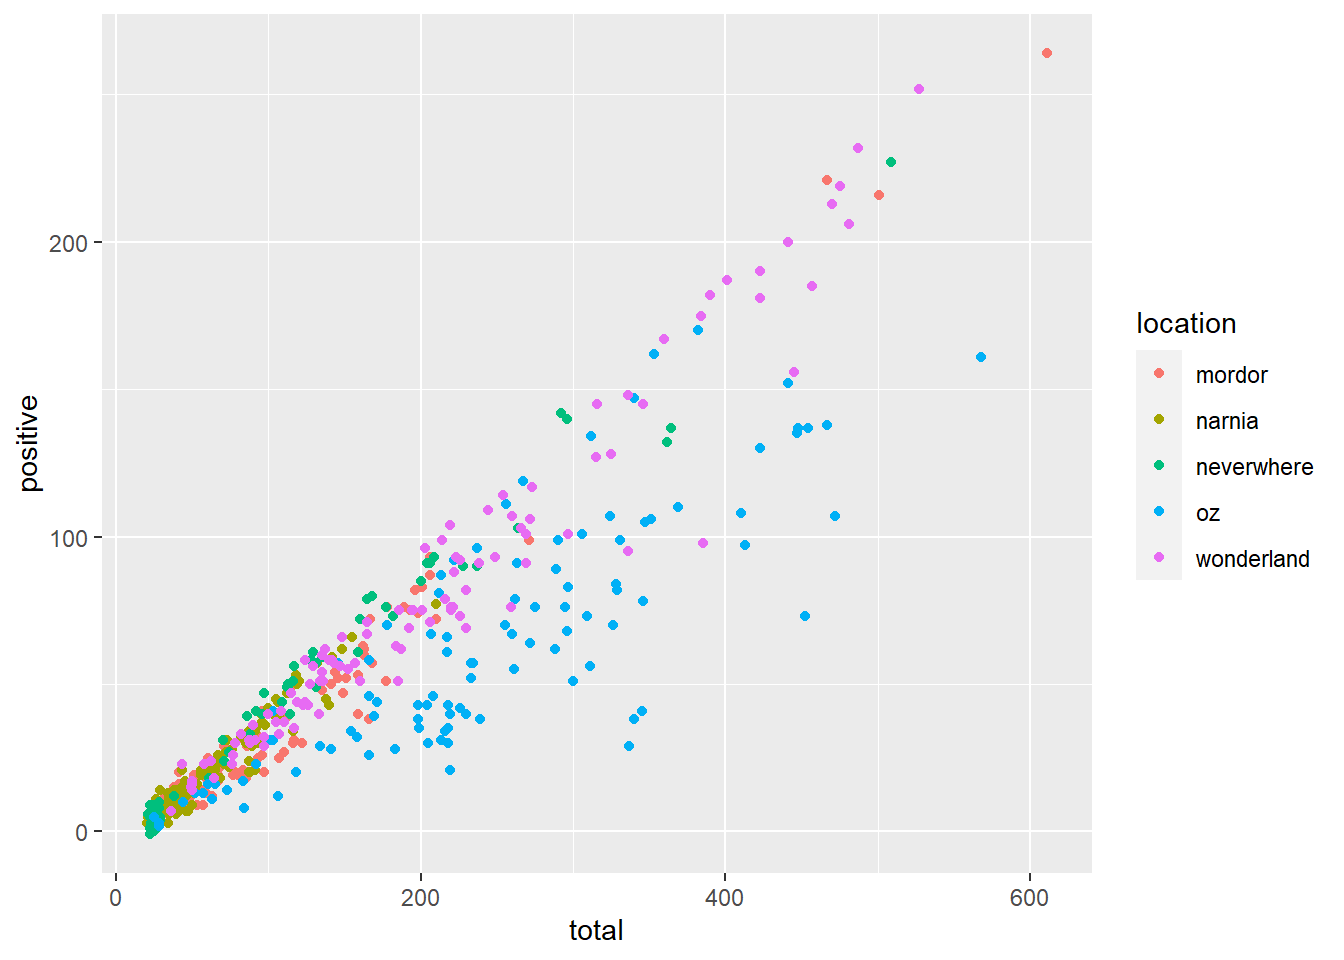 positive
200
100
0
0
200
400
600
total
location
mordor
narnia
neverwhere
oz
wonderland